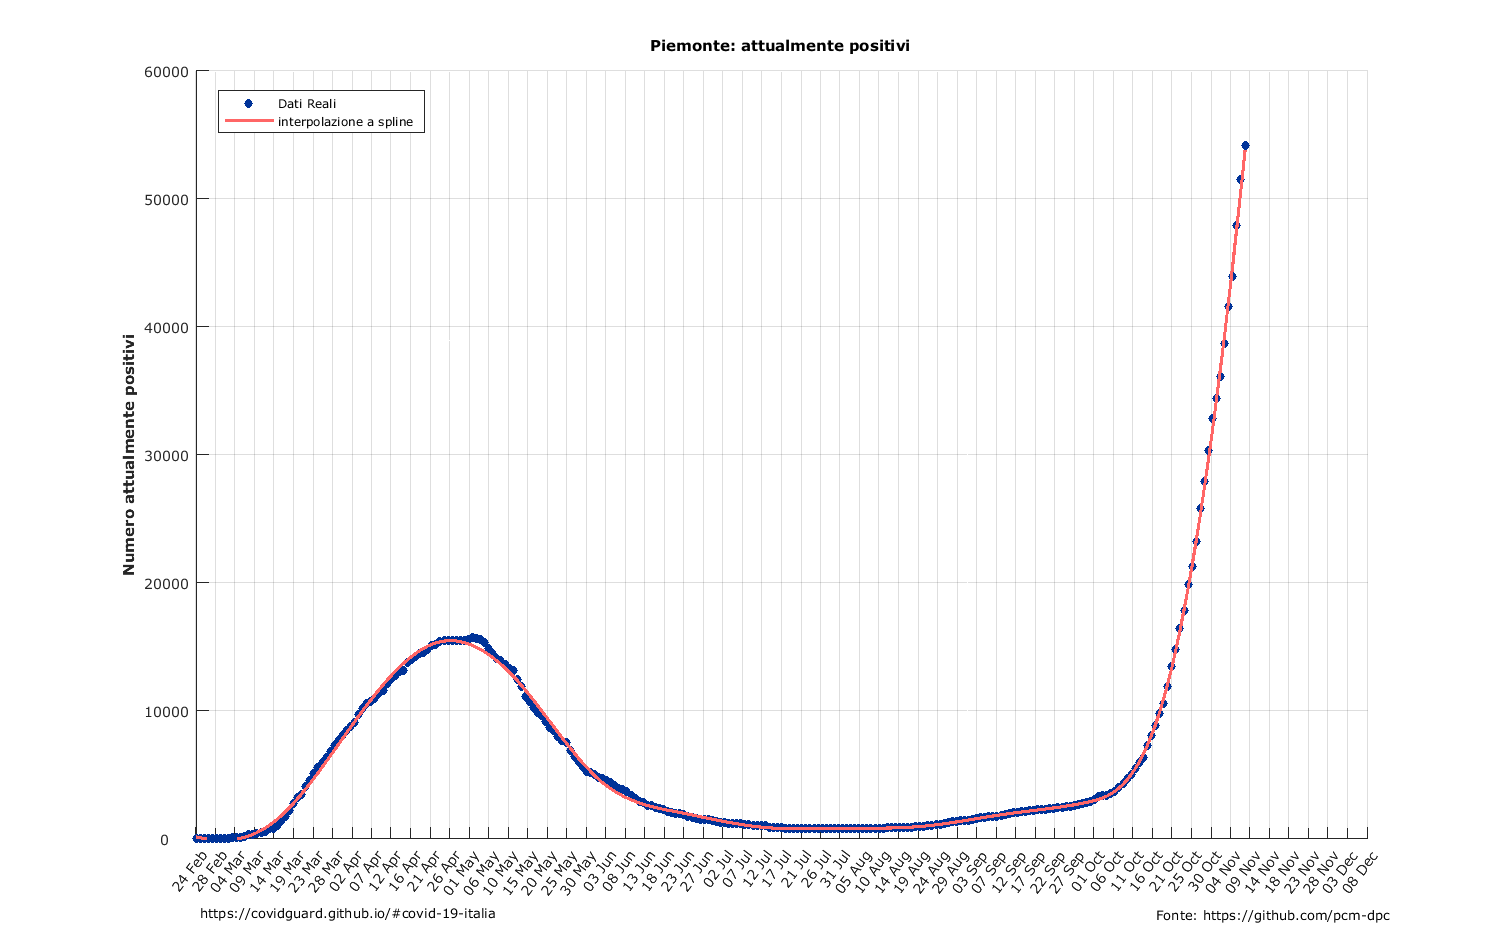 Piemonte: attualmente positivi
60000
50000
40000
30000
20000
10000
0
Numero attualmente positivi
Dati Reali
interpolazione a spline
24 Feb
28 Feb
04 Mar
09 Mar
14 Mar
19 Mar
23 Mar
28 Mar
02 Apr
07 Apr
12 Apr
16 Apr
21 Apr
26 Apr
01 May
06 May
10 May
15 May
20 May
25 May
30 May
03 Jun
08 Jun
13 Jun
18 Jun
23 Jun
27 Jun
02 Jul
07 Jul
12 Jul
17 Jul
21 Jul
26 Jul
31 Jul
05 Aug
10 Aug
14 Aug
19 Aug
24 Aug
29 Aug
03 Sep
07 Sep
12 Sep
17 Sep
22 Sep
27 Sep
01 Oct
06 Oct
11 Oct
16 Oct
21 Oct
25 Oct
30 Oct
04 Nov
09 Nov
14 Nov
18 Nov
23 Nov
28 Nov
03 Dec
08 Dec
https://covidguard.github.io/#covid-19-italia
Fonte: https://github.com/pcm-dpc